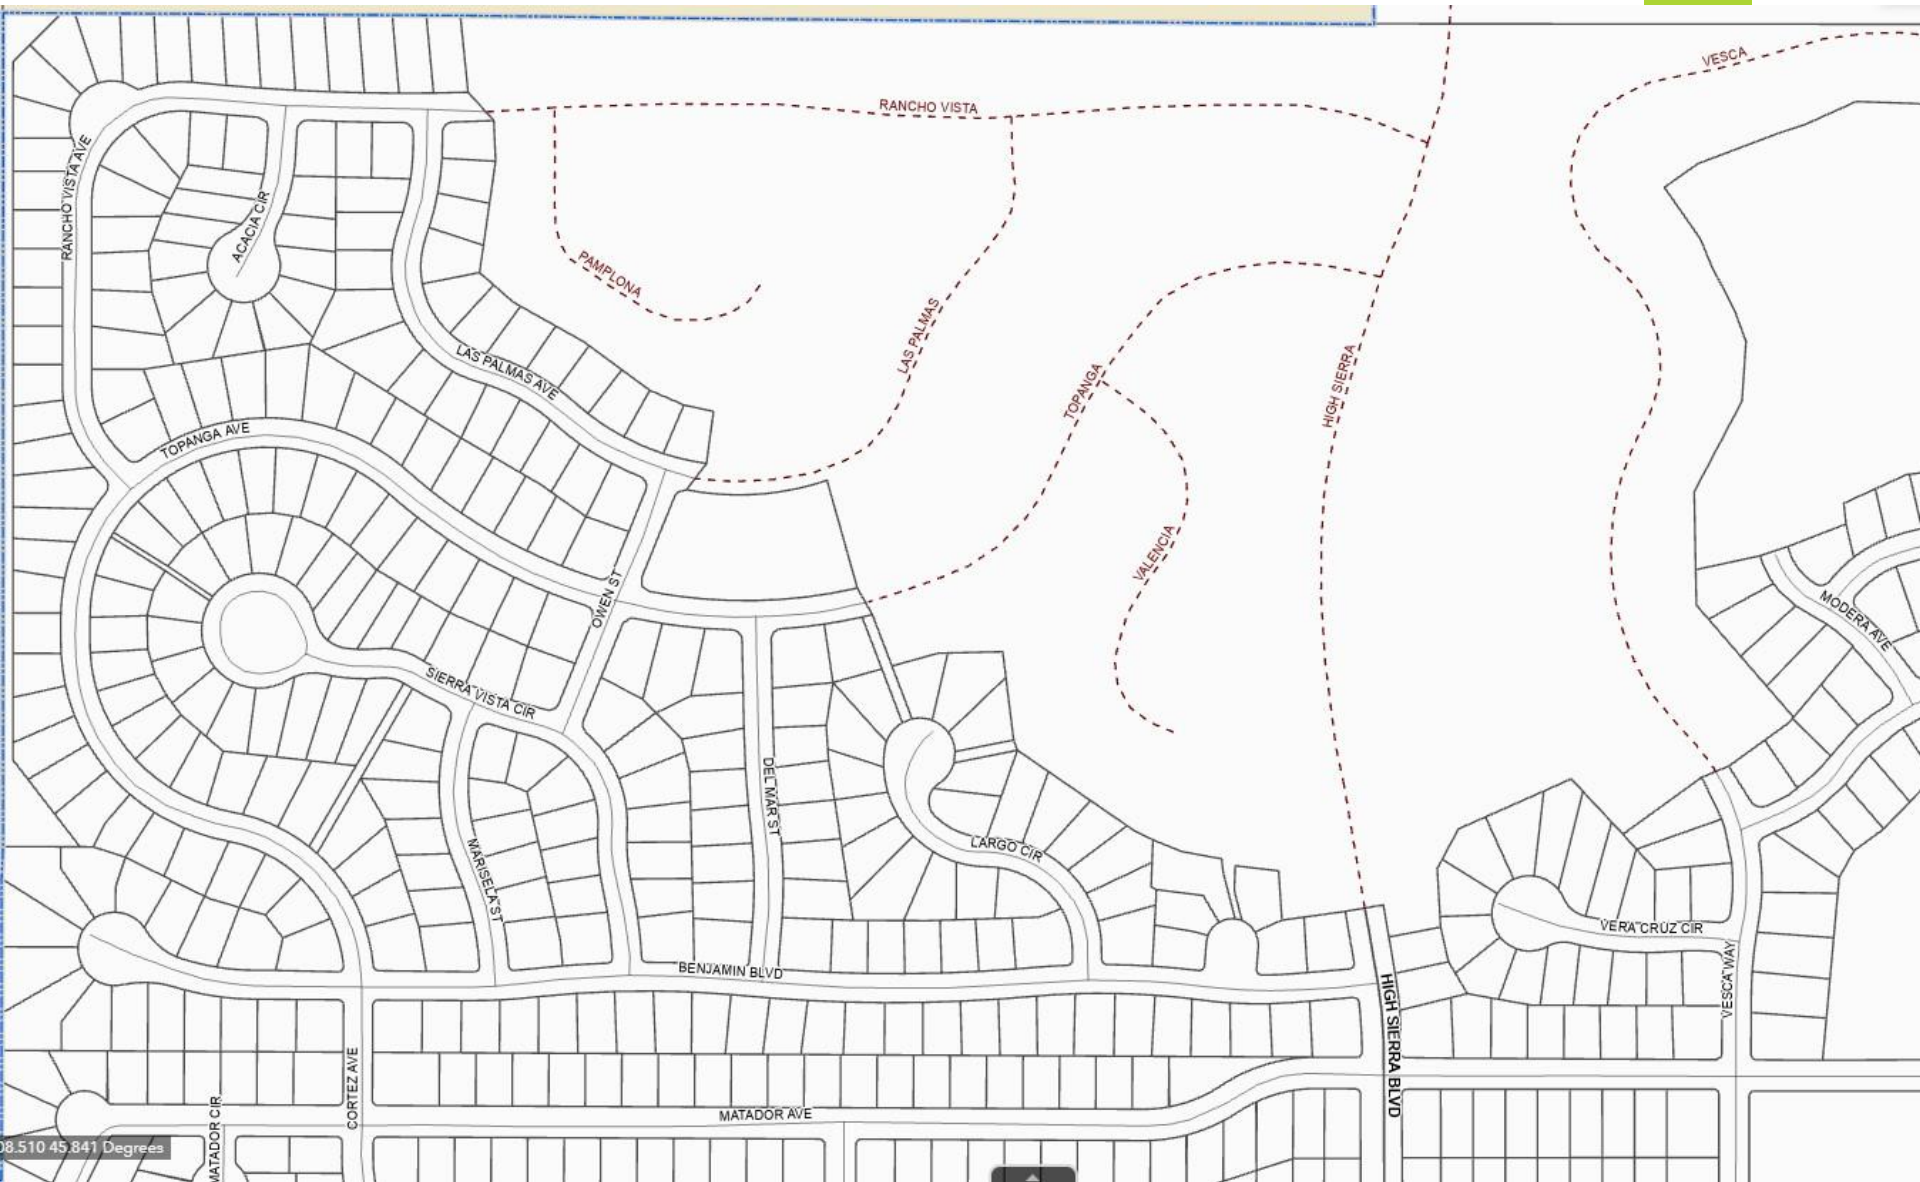 VESCA
RANCHO VISTA
RANCHO VISTA AVE
ACACIA CIR
PAMPLONA
LAS PALMAS
LAS PALMAS AVE
TOPANGA
HIGH SIERRA
TOPANGA AVE
VALENCIA
OWEN ST
MODERA AVE
SIERRA VISTA CIR
DEL MAR ST
MARISELA ST
LARGO CIR
VERA CRUZ CIR
VESCA WAY
BENJAMIN BLVD
HIGH SIERRA BLVD
CORTEZ AVE
MATADOR CIR
MATADOR AVE
08.510 45.841 Degrees